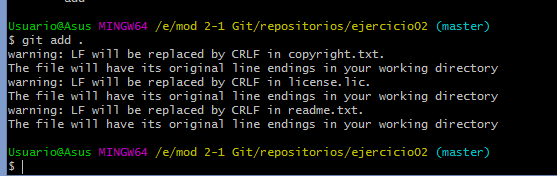 Usuario@Asus MINGW64 /e/mod 2-1 Git/repositorios/ejercicio02 (master)
$ git add .
warning: LF will be replaced by CRLF in copyright.txt.
The file will have its original line endings in your working directory
warning: LF will be replaced by CRLF in license.lic.
The file will have its original line endings in your working directory
warning: LF will be replaced by CRLF in readme.txt.
The file will have its original line endings in your working directory
Usuario@Asus MINGW64 /e/mod 2-1 Git/repositorios/ejercicio02 (master)
$